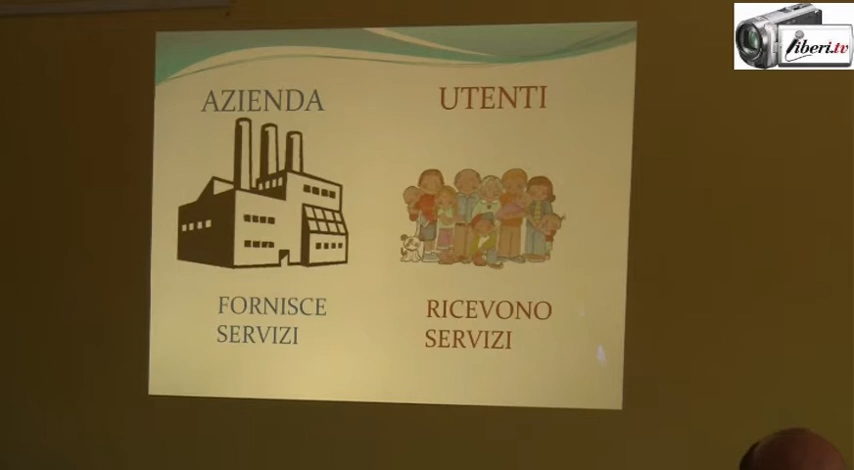 liberi.tv
AZIENDA
UTENTI
FORNISCE
SERVIZI
RICEVONO
SERVIZI